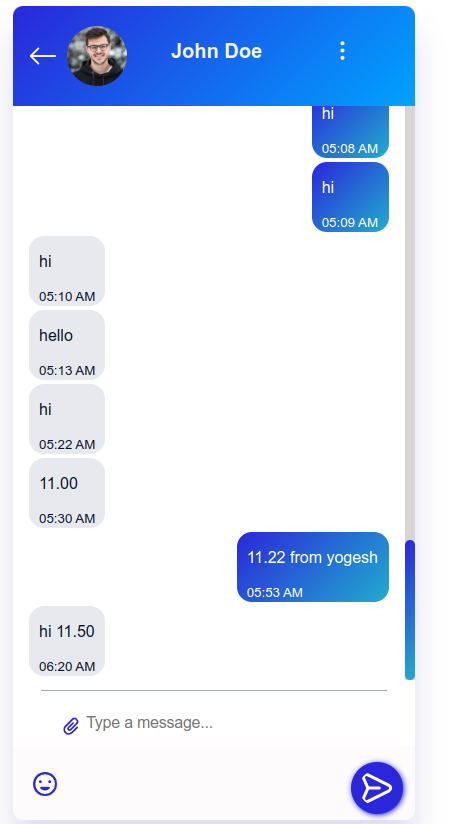 John Doe
hi
05:08 AM
hi
05:09 AM
hi
05:10 AM
hello
05:13 AM
hi
05:22 AM
11.00
05:30 AM
11.22 from yogesh
05:53 AM
hi 11.50
06:20 AM
Type a message...